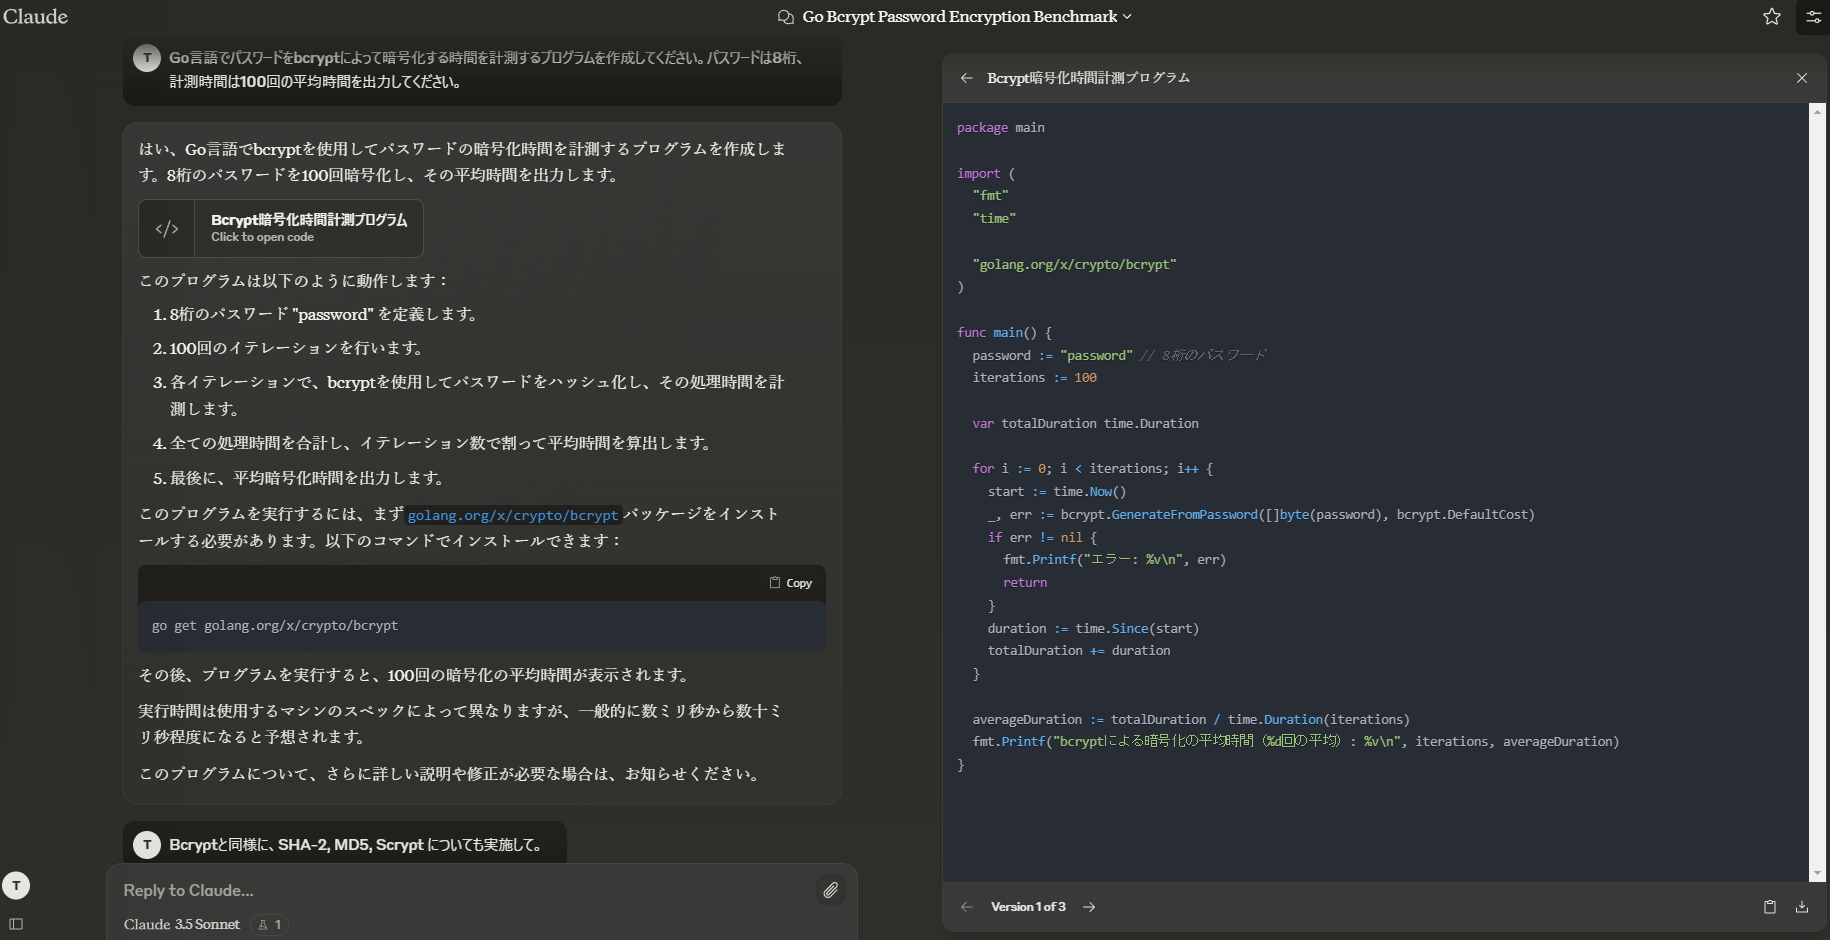 Claude
Go Bcrypt Password Encryption Benchmark
T
Go言語でパスワードをbcryptによって暗号化する時間を計測するプログラムを作成してください。パスワードは8桁、
計測時間は100回の平均時間を出力してください。
はい、Go言語でbcryptを使用してパスワードの暗号化時間を計測するプログラムを作成しま
す。8桁のパスワードを100回暗号化し、その平均時間を出力します。
</>
Bcrypt暗号化時間計測プログラム
Click to open code
このプログラムは以下のように動作します：
1. 8桁のパスワード "password" を定義します。
2. 100回のイテレーションを行います。
3. 各イテレーションで、bcryptを使用してパスワードをハッシュ化し、その処理時間を計
測します。
4. 全ての処理時間を合計し、イテレーション数で割って平均時間を算出します。
5. 最後に、平均暗号化時間を出力します。
このプログラムを実行するには、まず golang.org/x/crypto/bcrypt パッケージをインスト
ールする必要があります。以下のコマンドでインストールできます：
Copy
go get golang.org/x/crypto/bcrypt
その後、プログラムを実行すると、100回の暗号化の平均時間が表示されます。
実行時間は使用するマシンのスペックによって異なりますが、一般的に数ミリ秒から数十ミ
リ秒程度になると予想されます。
このプログラムについて、さらに詳しい説明や修正が必要な場合は、お知らせください。
T
Bcryptと同様に、SHA-2, MD5, Scrypt についても実施して。
T
Reply to Claude...
Claude 3.5 Sonnet
1
Bcrypt暗号化時間計測プログラム
package main
import (
"fmt"
"time"
"golang.org/x/crypto/bcrypt"
)
func main() {
password := "password" // 8桁のパスワード
iterations := 100
var totalDuration time.Duration
for i := 0; i < iterations; i++ {
start := time.Now()
_, err := bcrypt.GenerateFromPassword([]byte(password), bcrypt.DefaultCost)
if err != nil {
fmt.Printf("エラー: %v\n", err)
return
}
duration := time.Since(start)
totalDuration += duration
}
averageDuration := totalDuration / time.Duration(iterations)
fmt.Printf("bcryptによる暗号化の平均時間（%d回の平均）: %v\n", iterations, averageDuration)
}
Version 1 of 3